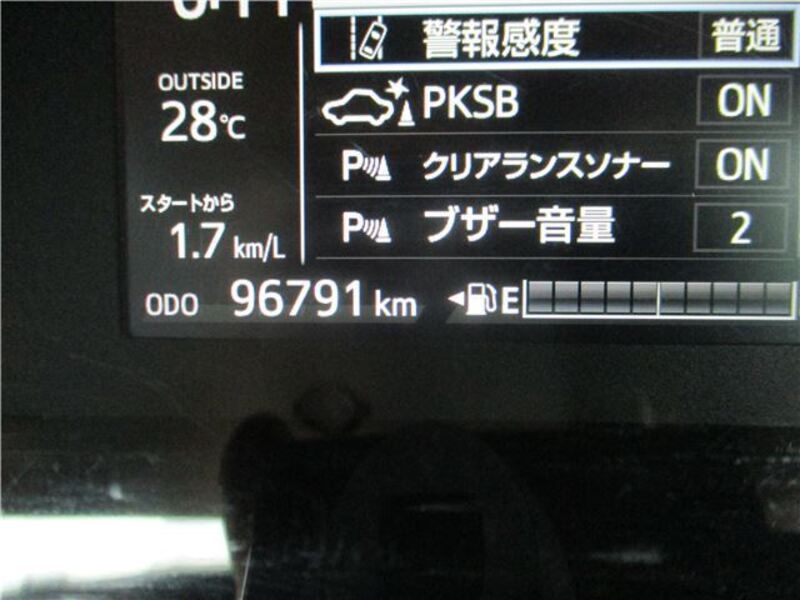 警報感度 普通
OUTSIDE
28℃
PKSB ON
P クリアランスソナー ON
スタートから
1.7 km/L
P ブザー音量 2
ODO 96791 km
E